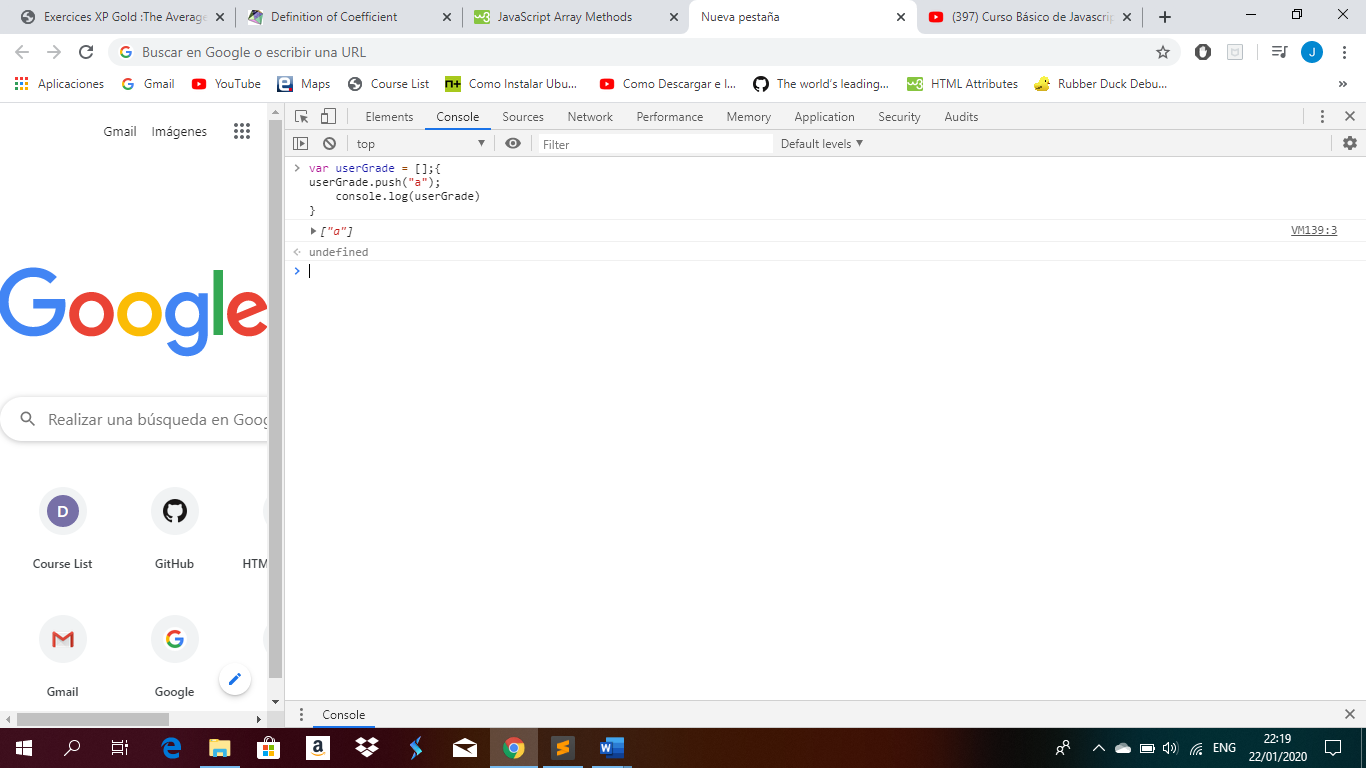 Exercices XP Gold :The Average
Definition of Coefficient
JavaScript Array Methods
Nueva pestaña
(397) Curso Básico de Javascrip
Buscar en Google o escribir una URL
J
Aplicaciones
Gmail
YouTube
Maps
Course List
Como Instalar Ubu...
Como Descargar e I...
The world's leading...
HTML Attributes
Rubber Duck Debu...
»
Gmail Imágenes
Google
Realizar una búsqueda en Goog
D
Course List
GitHub
HTM
Gmail
Google
Elements Console Sources Network Performance Memory Application Security Audits
top
Filter
Default levels
> var userGrade = [];{
userGrade.push("a");
console.log(userGrade)
}
["a"]
VM139:3
undefined
>
Console
ENG
22:19
22/01/2020